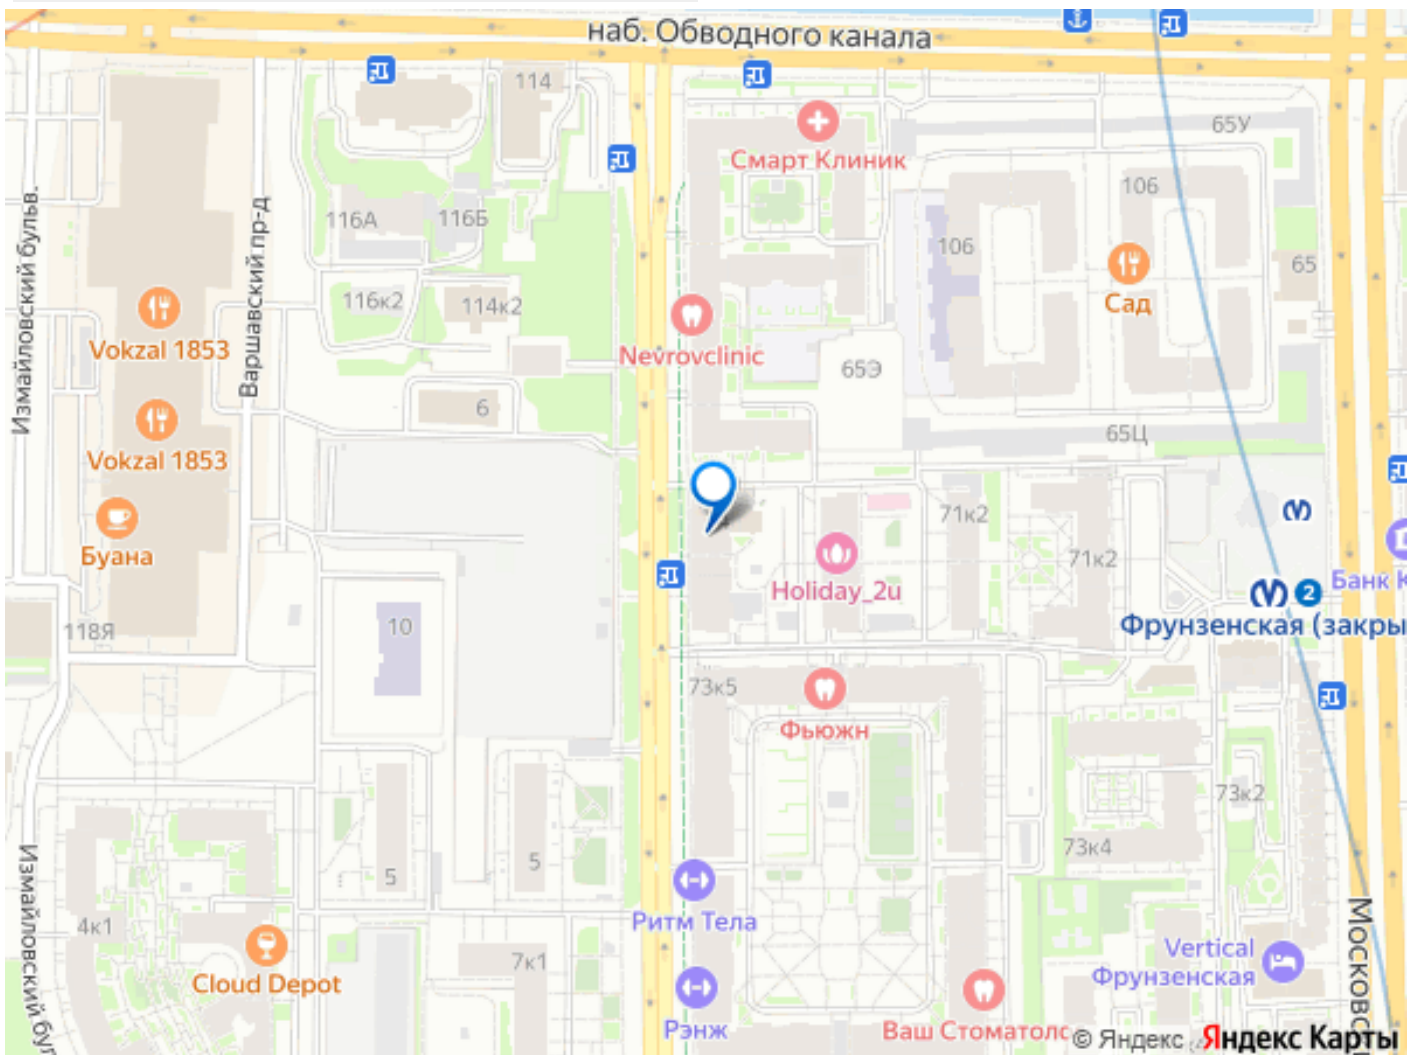 наб. Обводного канала
114
65У
Смарт Клиник
106
116А
116Б
106
65
Варшавский пр-д
Измайловский бульв.
116к2
114к2
Сад
Vokzal 1853
Nevrovclinic
65Э
6
65Ц
Vokzal 1853
71к2
Буана
71к2
Holiday_2u
Банк К
2
Фрунзенская (закры
118Я
10
73к5
Фьюжн
73к2
73к4
5
5
Измайловский бул
4к1
Ритм Тела
Московс
Vertical
Фрунзенская
7к1
Cloud Depot
Рэнж
Ваш Стоматоло
© Яндекс
Яндекс Карты